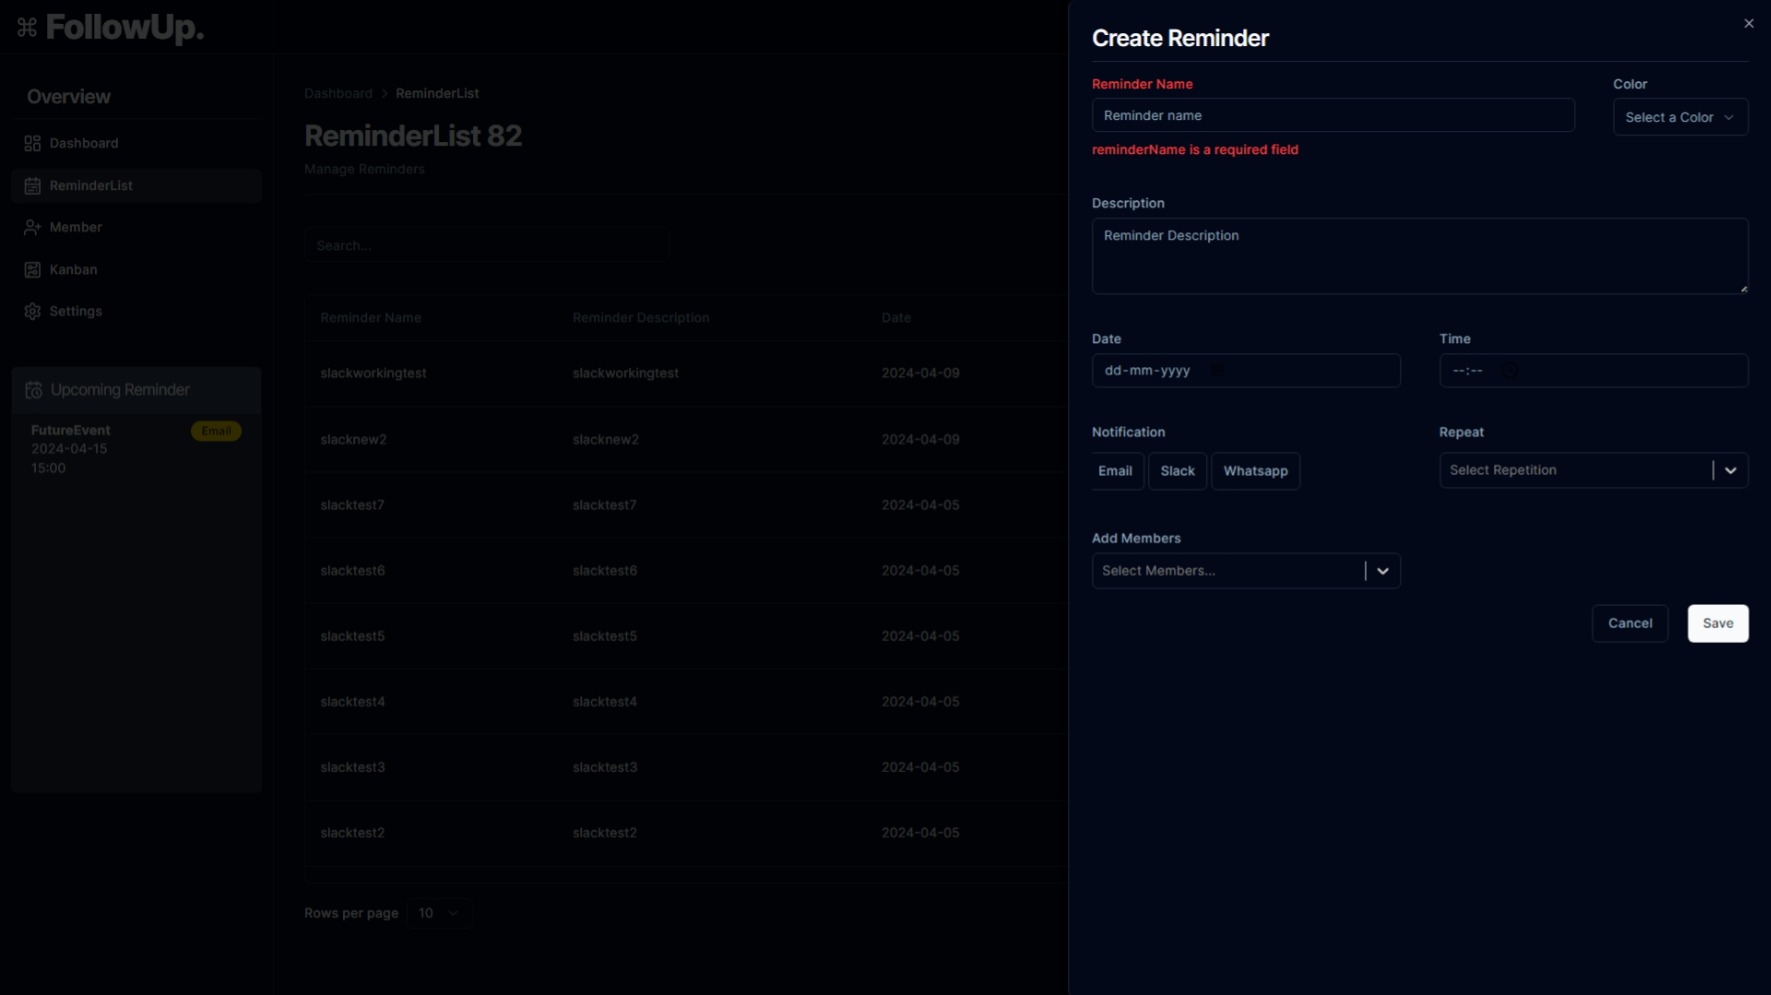 ⌘ FollowUp.
Overview
Dashboard
ReminderList
Member
Kanban
Settings
Upcoming Reminder
FutureEvent Email
2024-04-15
15:00
Dashboard > ReminderList
ReminderList 82
Manage Reminders
Search...
Reminder Name Reminder Description Date
slackworkingtest slackworkingtest 2024-04-09
slacknew2 slacknew2 2024-04-09
slacktest7 slacktest7 2024-04-05
slacktest6 slacktest6 2024-04-05
slacktest5 slacktest5 2024-04-05
slacktest4 slacktest4 2024-04-05
slacktest3 slacktest3 2024-04-05
slacktest2 slacktest2 2024-04-05
Rows per page 10
Create Reminder
Reminder Name Color
Reminder name Select a Color
reminderName is a required field
Description
Reminder Description
Date Time
dd-mm-yyyy --:--
Notification Repeat
Email Slack Whatsapp Select Repetition
Add Members
Select Members...
Cancel Save